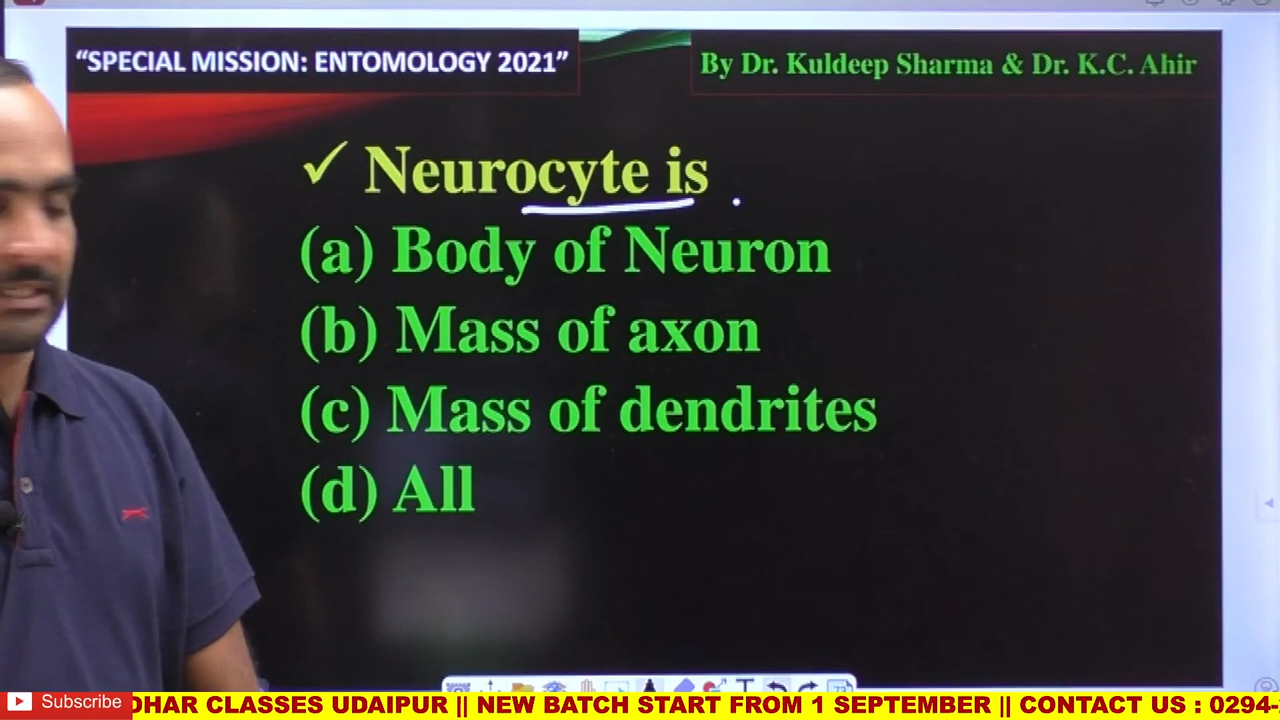 “SPECIAL MISSION: ENTOMOLOGY 2021”
By Dr. Kuldeep Sharma & Dr. K.C. Ahir
✓ Neurocyte is
(a) Body of Neuron
(b) Mass of axon
(c) Mass of dendrites
(d) All
Subscribe
DHAR CLASSES UDAIPUR || NEW BATCH START FROM 1 SEPTEMBER || CONTACT US : 0294-